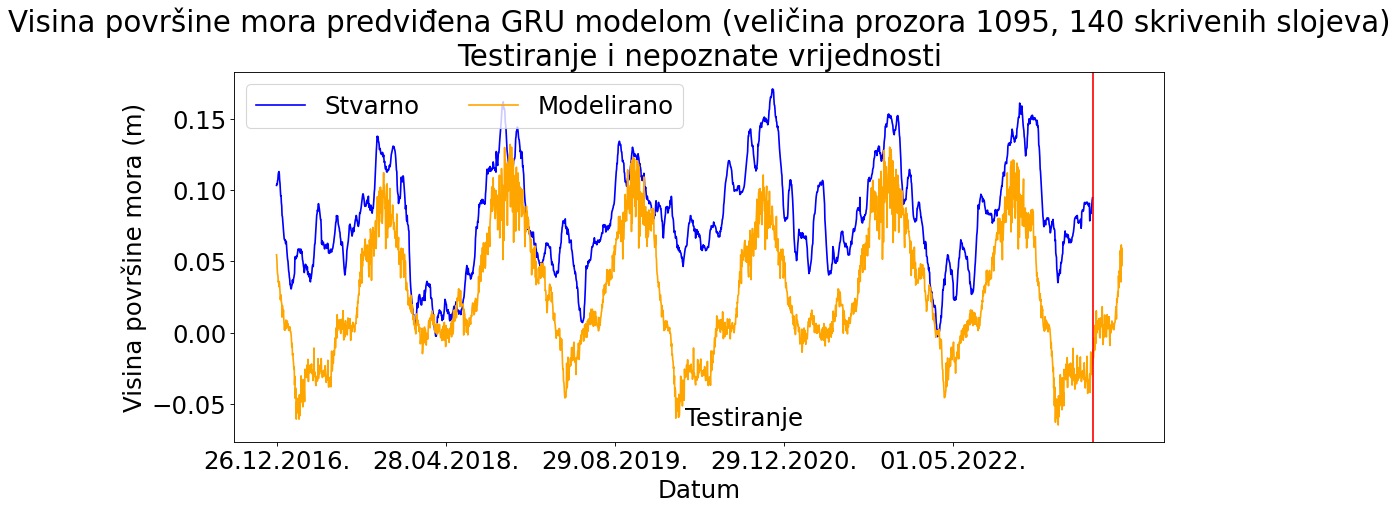 Visina površine mora predviđena GRU modelom (veličina prozora 1095, 140 skrivenih slojeva)
Testiranje i nepoznate vrijednosti
Stvarno Modelirano
Visina površine mora (m)
0.15
0.10
0.05
0.00
−0.05
Testiranje
26.12.2016. 28.04.2018. 29.08.2019. 29.12.2020. 01.05.2022.
Datum